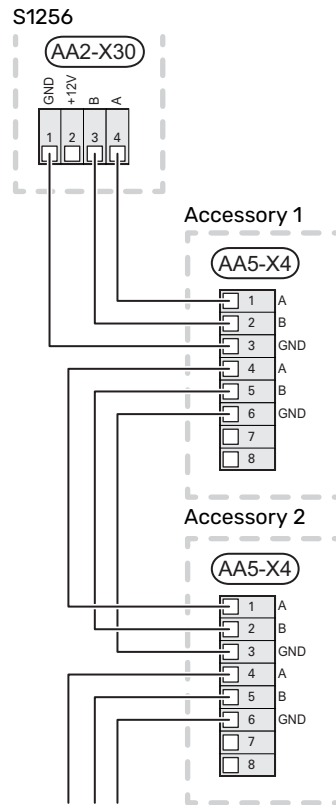 S1256
AA2-X30
GND +12V B A
1 2 3 4
Accessory 1
AA5-X4
1 A
2 B
3 GND
4 A
5 B
6 GND
7
8
Accessory 2
AA5-X4
1 A
2 B
3 GND
4 A
5 B
6 GND
7
8